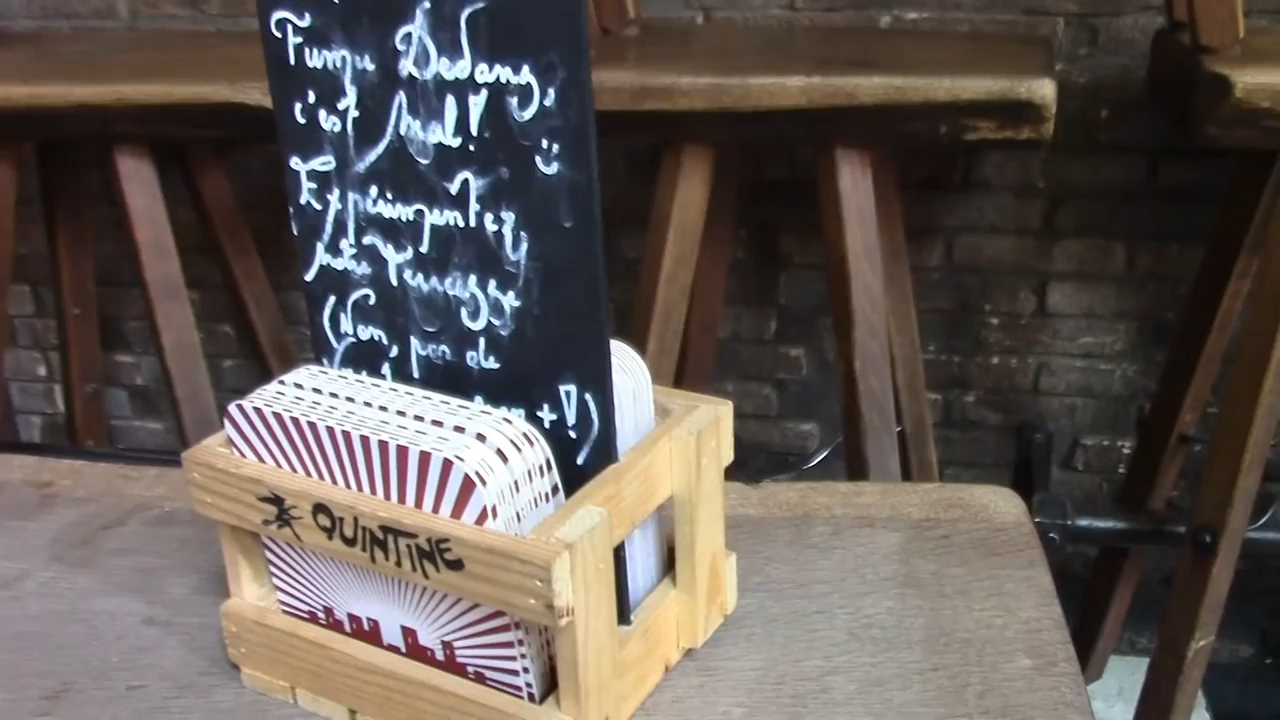 Fumer Dedans,
c'est Mal! :)
Expérimentez
notre Terrasse
(Non, pas de
+!)
QUINTINE